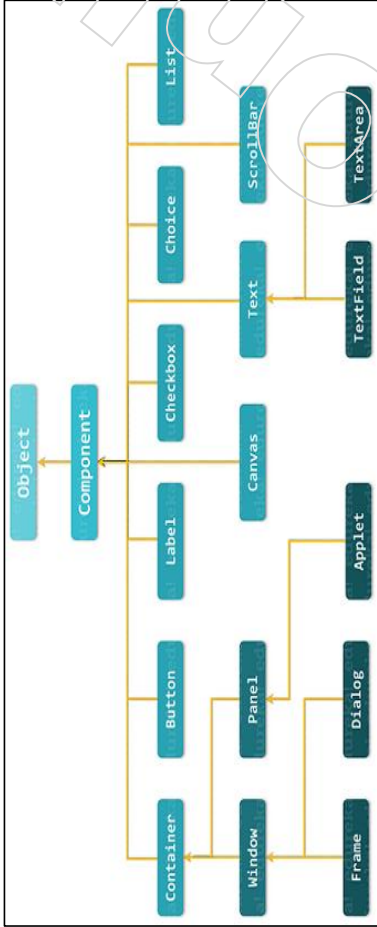 Object
Component
Container Button Label Checkbox Choice List
Window Panel Canvas Text ScrollBar
Frame Dialog Applet TextField TextArea